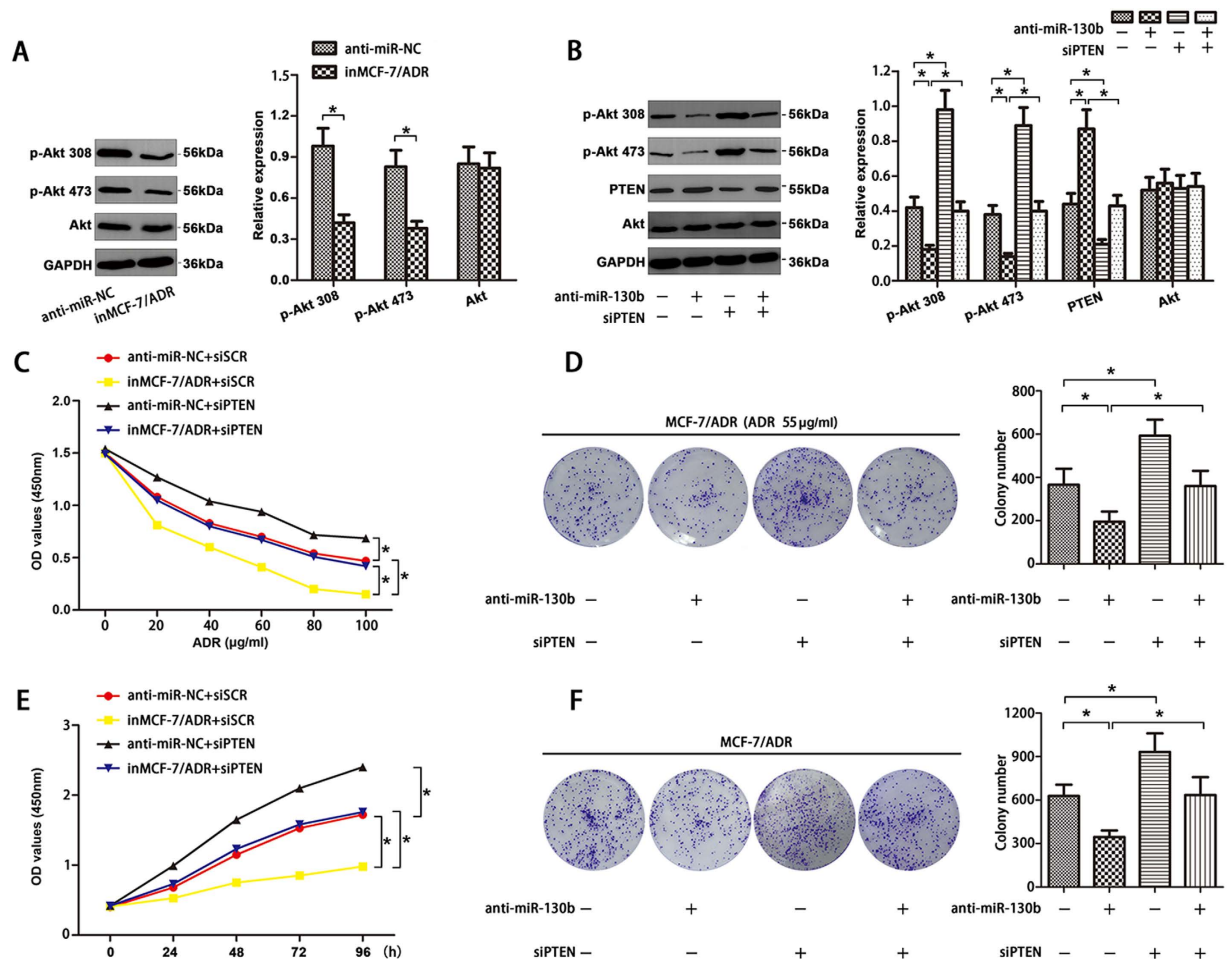 A
anti-miR-NC
inMCF-7/ADR
p-Akt 308
56kDa
p-Akt 473
56kDa
Akt
56kDa
GAPDH
36kDa
anti-miR-NC
inMCF-7/ADR
Relative expression
1.5
1.2
0.9
0.6
0.3
0.0
*
*
p-Akt 308
p-Akt 473
Akt
B
anti-miR-130b − + − +
siPTEN − − + +
p-Akt 308
56kDa
p-Akt 473
56kDa
PTEN
55kDa
Akt
56kDa
GAPDH
36kDa
anti-miR-130b − + − +
siPTEN − − + +
Relative expression
1.2
1.0
0.8
0.6
0.4
0.2
0.0
*
* *
*
* *
*
* *
p-Akt 308
p-Akt 473
PTEN
Akt
C
anti-miR-NC+siSCR
inMCF-7/ADR+siSCR
anti-miR-NC+siPTEN
inMCF-7/ADR+siPTEN
OD values (450nm)
2.0
1.5
1.0
0.5
0.0
*
* *
0 20 40 60 80 100
ADR (μg/ml)
D
MCF-7/ADR (ADR 55μg/ml)
anti-miR-130b − + − +
siPTEN − − + +
Colony number
800
600
400
200
0
*
* *
anti-miR-130b − + − +
siPTEN − − + +
E
anti-miR-NC+siSCR
inMCF-7/ADR+siSCR
anti-miR-NC+siPTEN
inMCF-7/ADR+siPTEN
OD values (450nm)
3
2
1
0
*
* *
0 24 48 72 96 (h)
F
MCF-7/ADR
anti-miR-130b − + − +
siPTEN − − + +
Colony number
1200
900
600
300
0
*
* *
anti-miR-130b − + − +
siPTEN − − + +